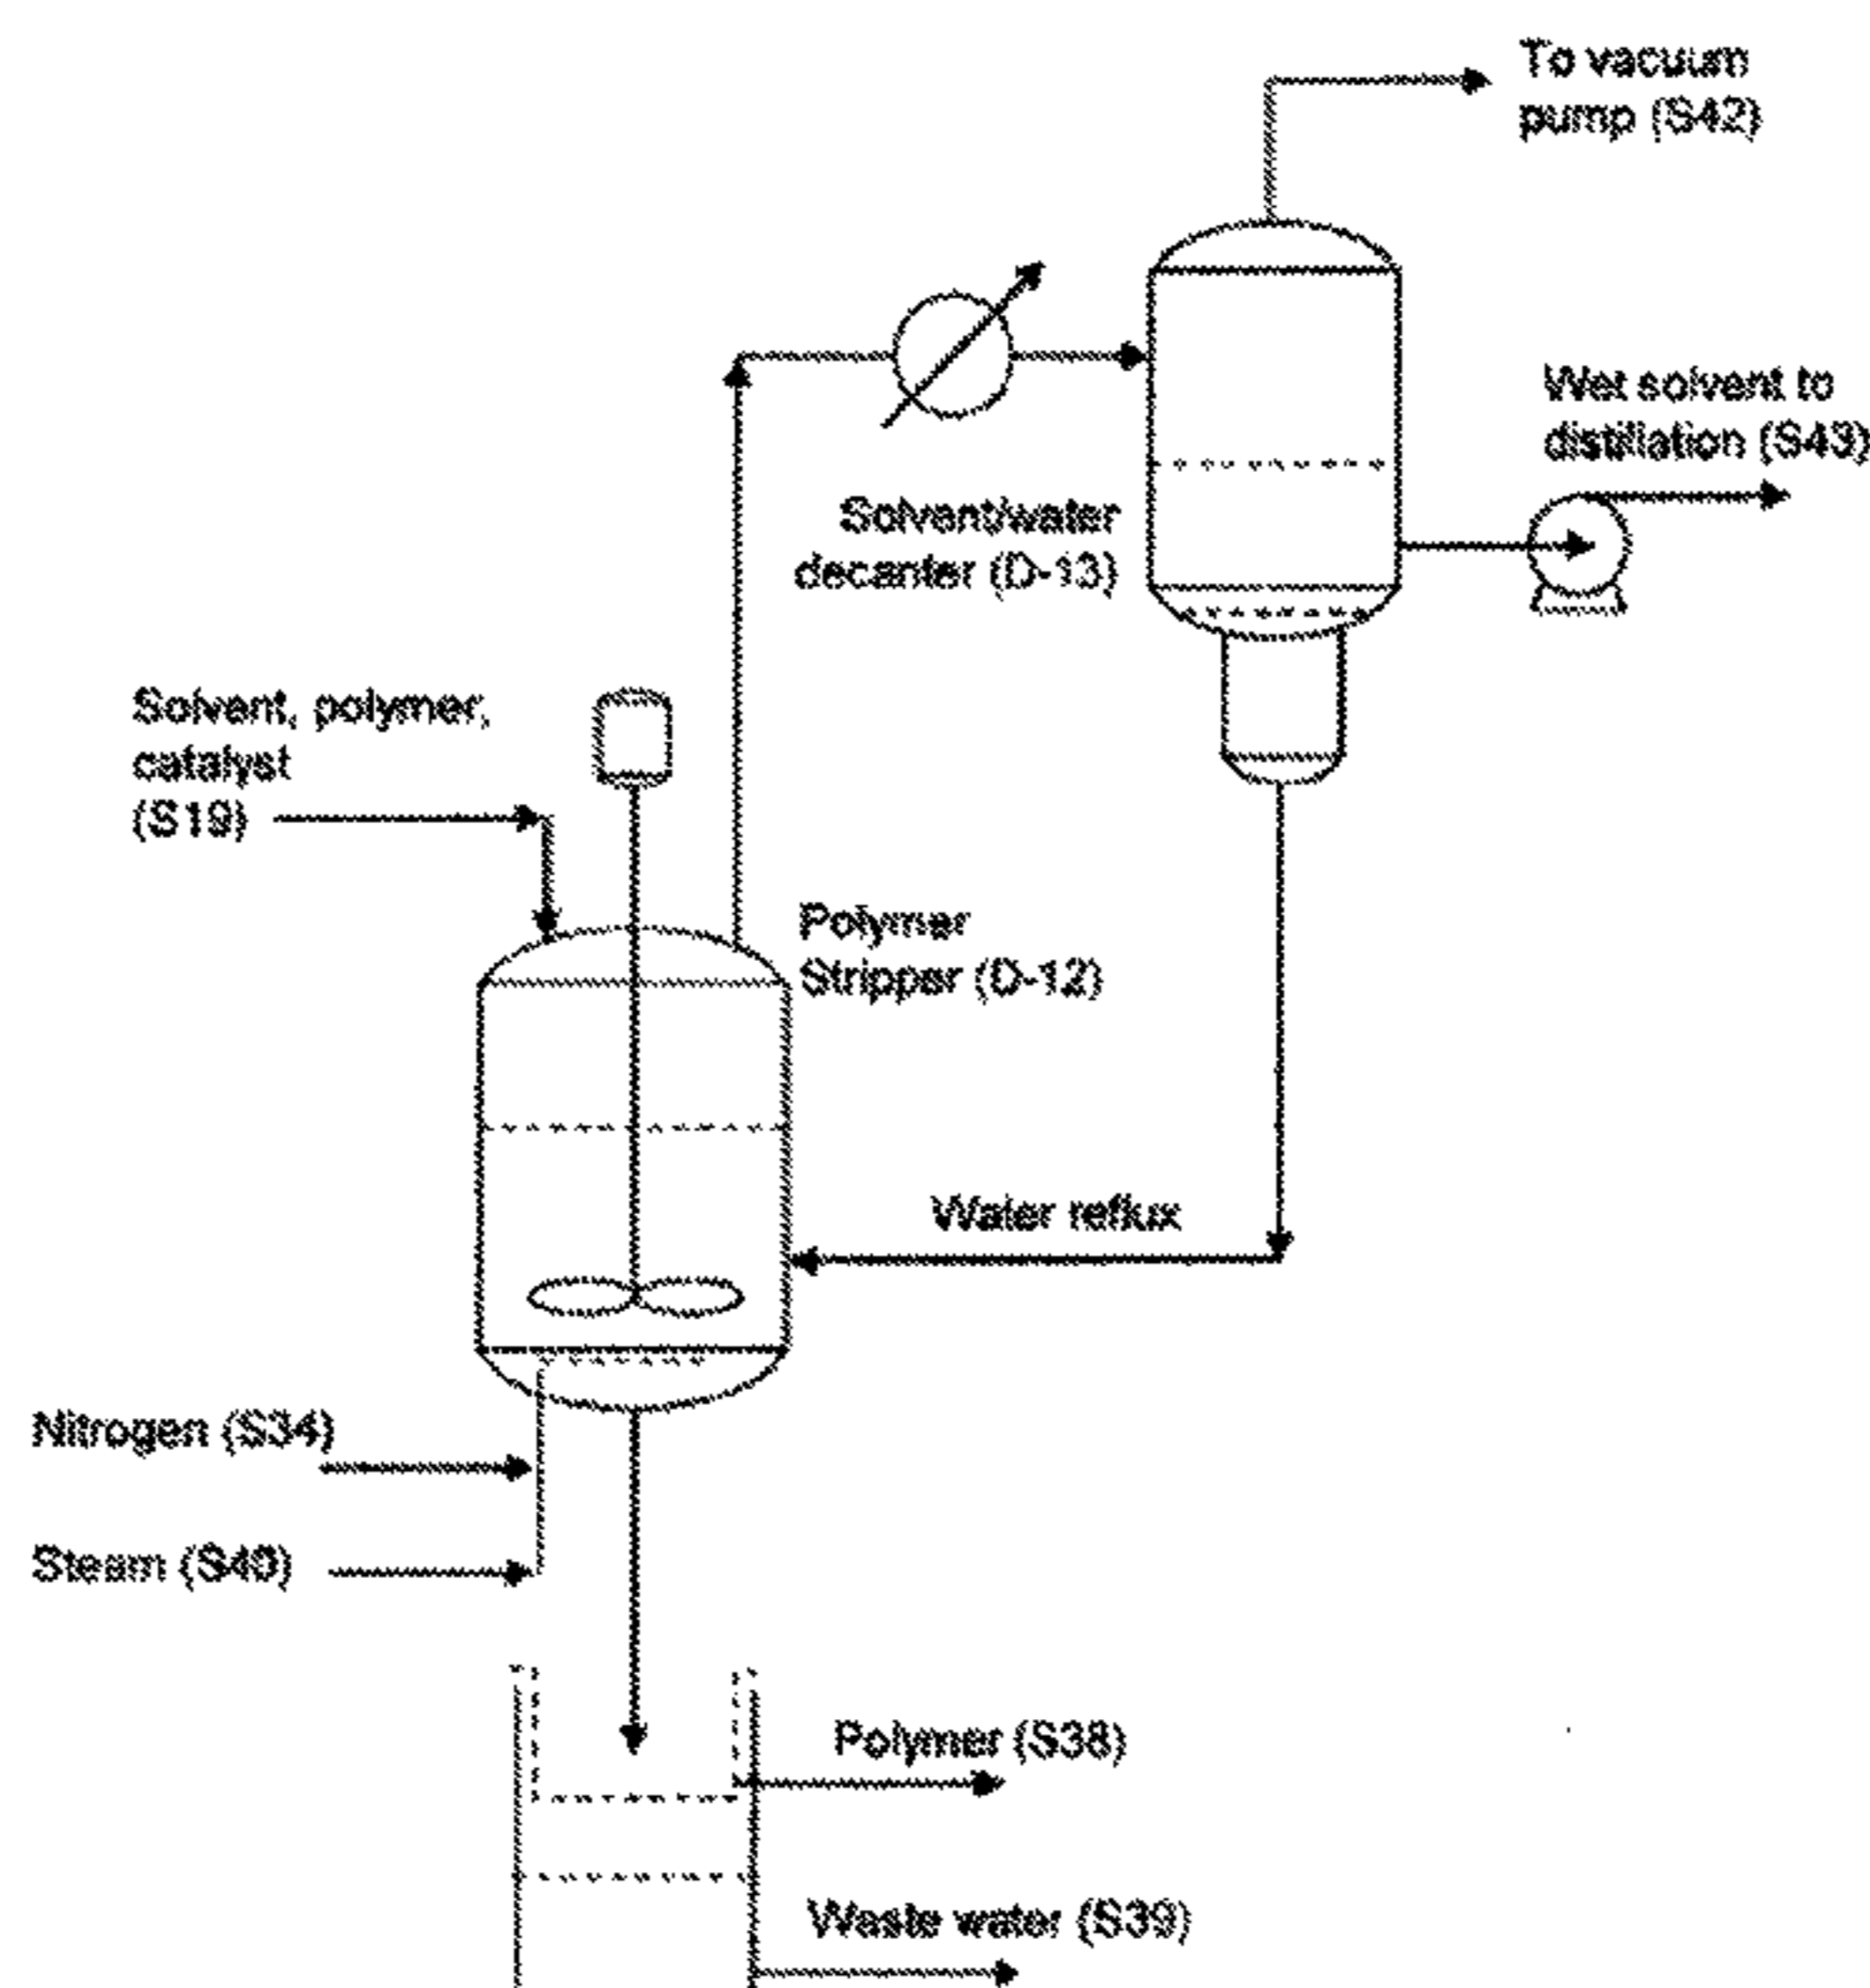 To vacuum
pump (S42)
Wet solvent to
distillation (S43)
Solvent/water
decanter (D-13)
Solvent, polymer,
catalyst
(S19)
Polymer
Stripper (D-12)
Water reflux
Nitrogen (S34)
Steam (S40)
Polymer (S38)
Waste water (S39)